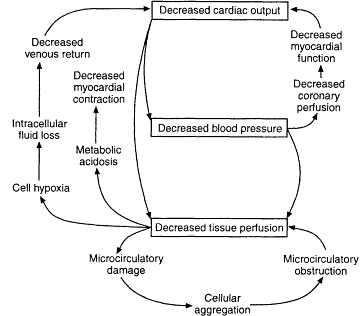 Decreased cardiac output
Decreased
venous return
Decreased
myocardial
function
Decreased
myocardial
contraction
Decreased
coronary
perfusion
Intracellular
fluid loss
Decreased blood pressure
Metabolic
acidosis
Cell hypoxia
Decreased tissue perfusion
Microcirculatory
damage
Microcirculatory
obstruction
Cellular
aggregation